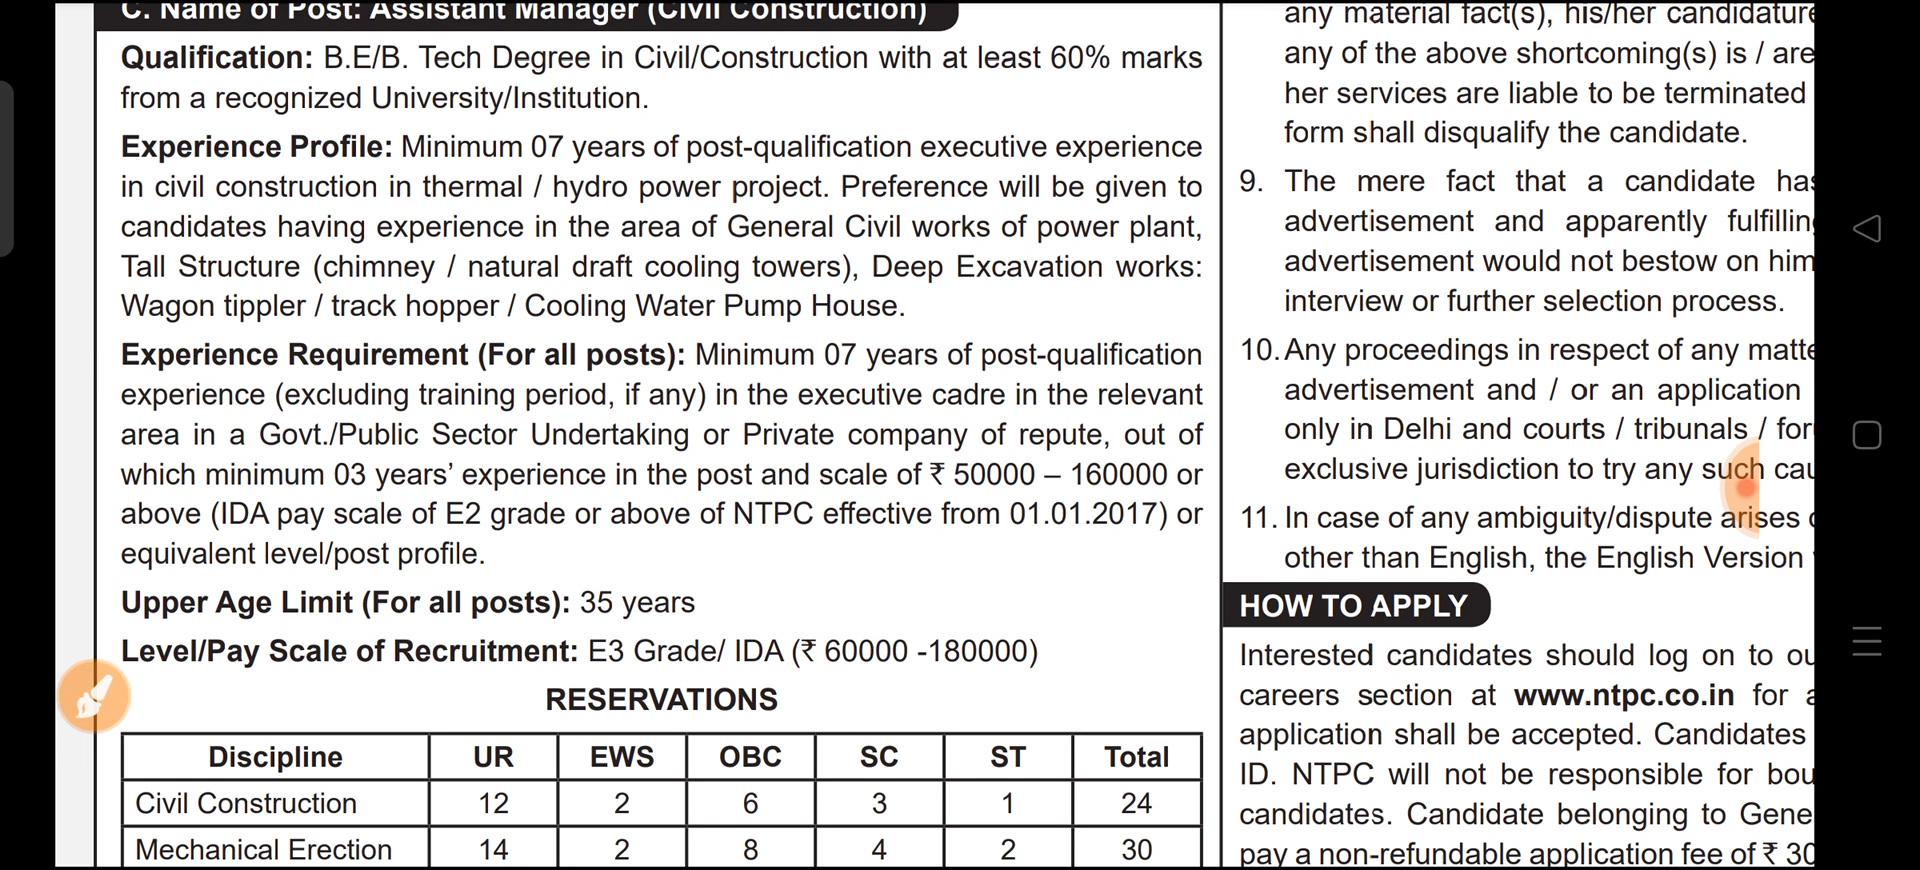 C. Name of Post: Assistant Manager (Civil Construction)
Qualification: B.E/B. Tech Degree in Civil/Construction with at least 60% marks
from a recognized University/Institution.
Experience Profile: Minimum 07 years of post-qualification executive experience
in civil construction in thermal / hydro power project. Preference will be given to
candidates having experience in the area of General Civil works of power plant,
Tall Structure (chimney / natural draft cooling towers), Deep Excavation works:
Wagon tippler / track hopper / Cooling Water Pump House.
Experience Requirement (For all posts): Minimum 07 years of post-qualification
experience (excluding training period, if any) in the executive cadre in the relevant
area in a Govt./Public Sector Undertaking or Private company of repute, out of
which minimum 03 years’ experience in the post and scale of ₹ 50000 – 160000 or
above (IDA pay scale of E2 grade or above of NTPC effective from 01.01.2017) or
equivalent level/post profile.
Upper Age Limit (For all posts): 35 years
Level/Pay Scale of Recruitment: E3 Grade/ IDA (₹ 60000 -180000)
RESERVATIONS
Discipline UR EWS OBC SC ST Total
Civil Construction 12 2 6 3 1 24
Mechanical Erection 14 2 8 4 2 30
any material fact(s), his/her candidature
any of the above shortcoming(s) is / are
her services are liable to be terminated
form shall disqualify the candidate.
9. The mere fact that a candidate has
advertisement and apparently fulfilling
advertisement would not bestow on him
interview or further selection process.
10. Any proceedings in respect of any
advertisement and / or an application
only in Delhi and courts / tribunals /
exclusive jurisdiction to try any such
11. In case of any ambiguity/dispute arises
other than English, the English Version
HOW TO APPLY
Interested candidates should log on to
careers section at www.ntpc.co.in for
application shall be accepted. Candidates
ID. NTPC will not be responsible for
candidates. Candidate belonging to
pay a non-refundable application fee of ₹